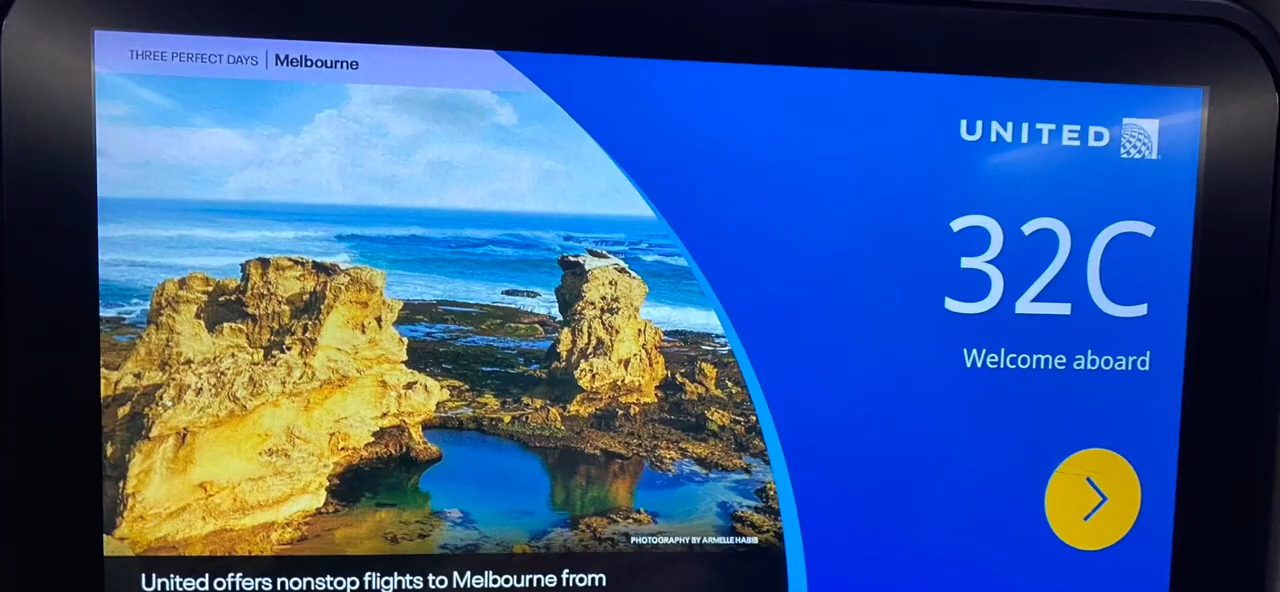 THREE PERFECT DAYS | Melbourne
UNITED
32C
Welcome aboard
PHOTOGRAPHY BY ARMELLE HABIB
United offers nonstop flights to Melbourne from